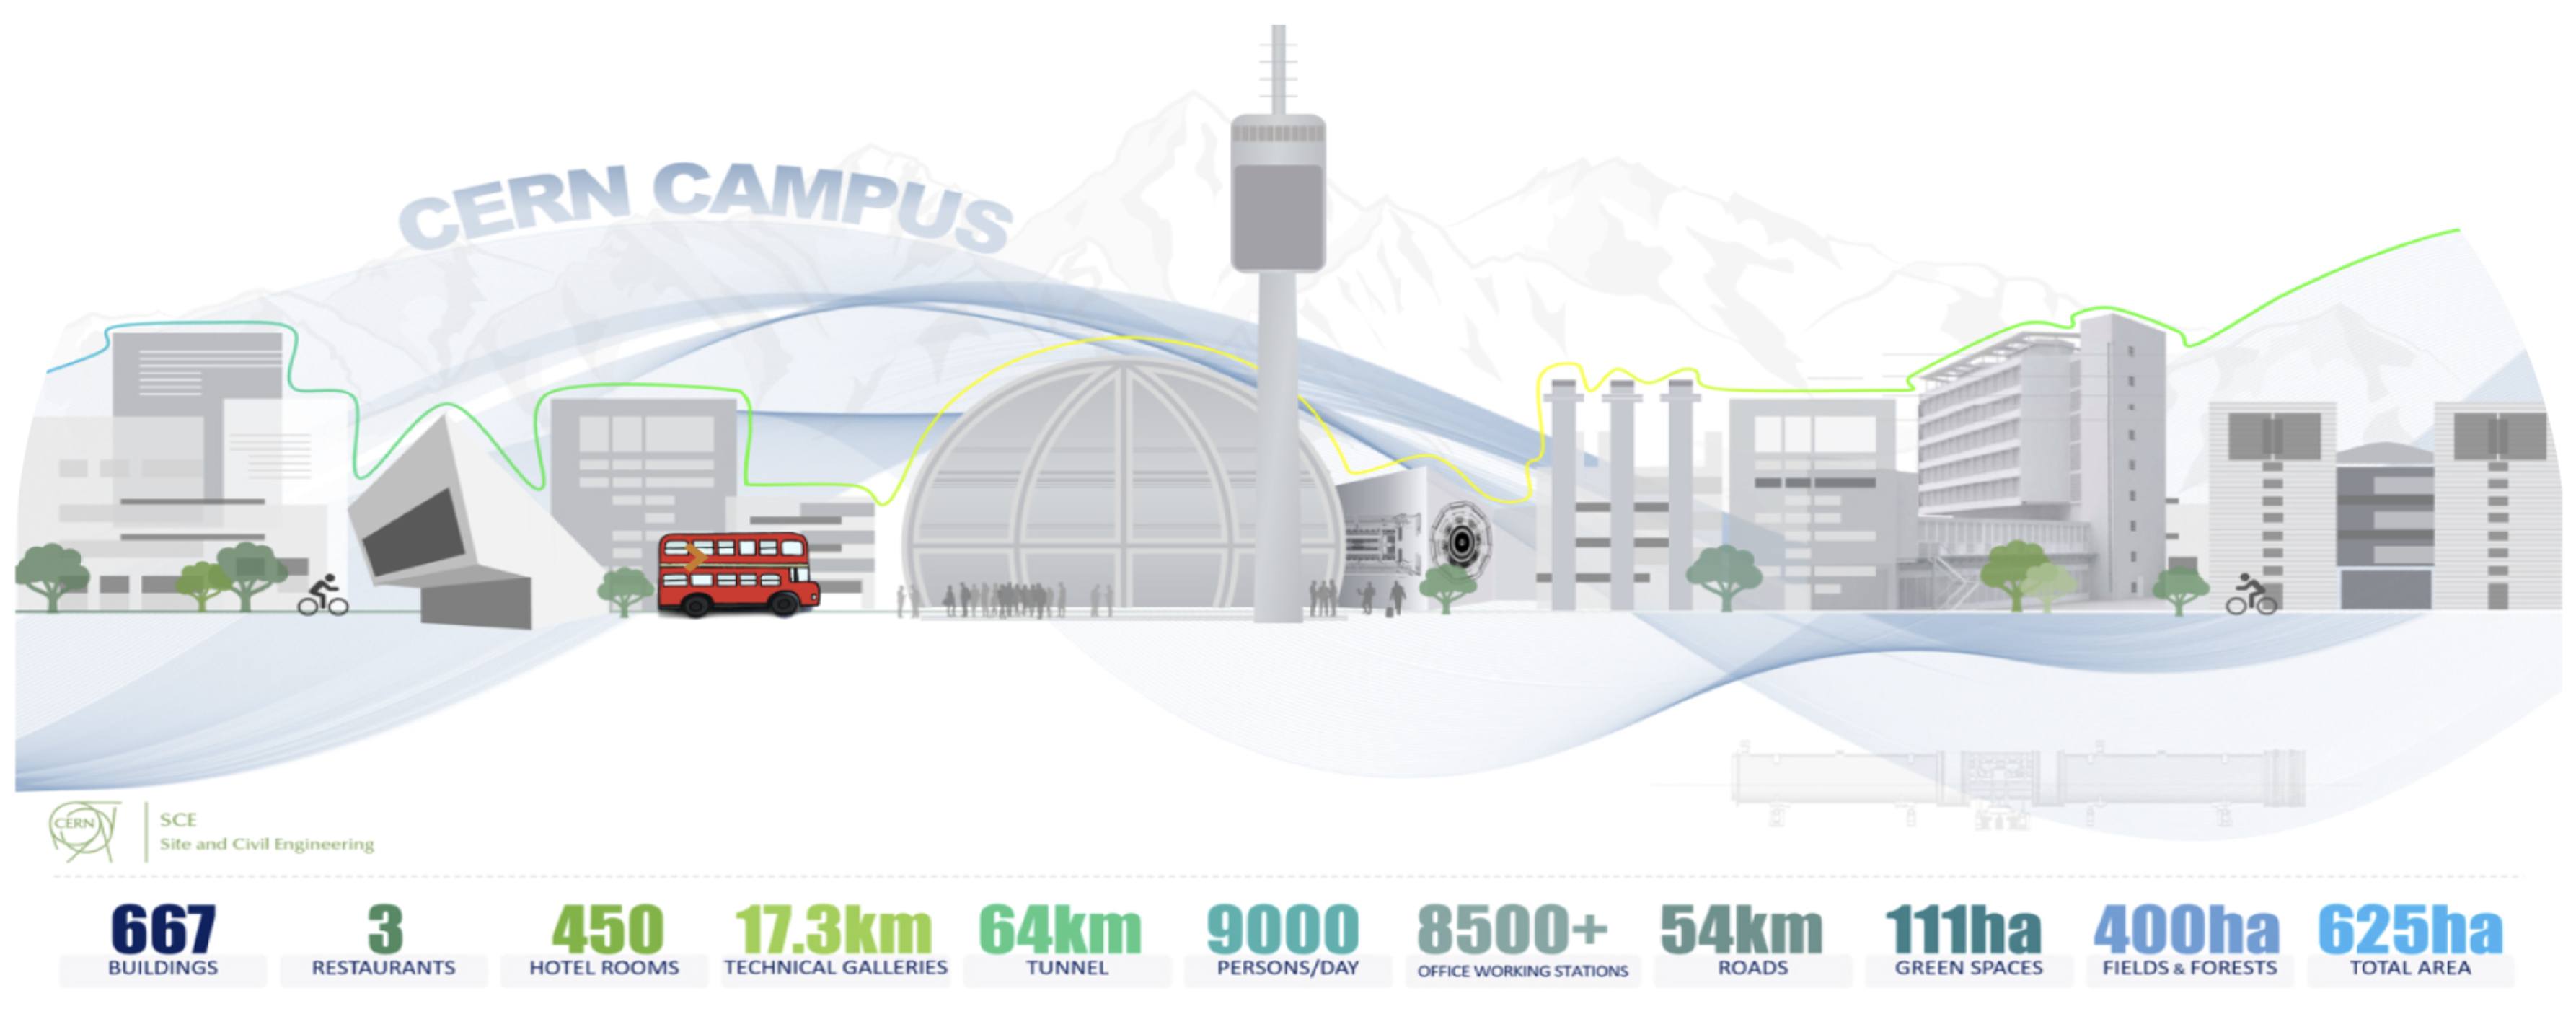 CERN CAMPUS
CERN
SCE
Site and Civil Engineering
667
BUILDINGS
3
RESTAURANTS
450
HOTEL ROOMS
17.3km
TECHNICAL GALLERIES
64km
TUNNEL
9000
PERSONS/DAY
8500+
OFFICE WORKING STATIONS
54km
ROADS
111ha
GREEN SPACES
400ha
FIELDS & FORESTS
625ha
TOTAL AREA